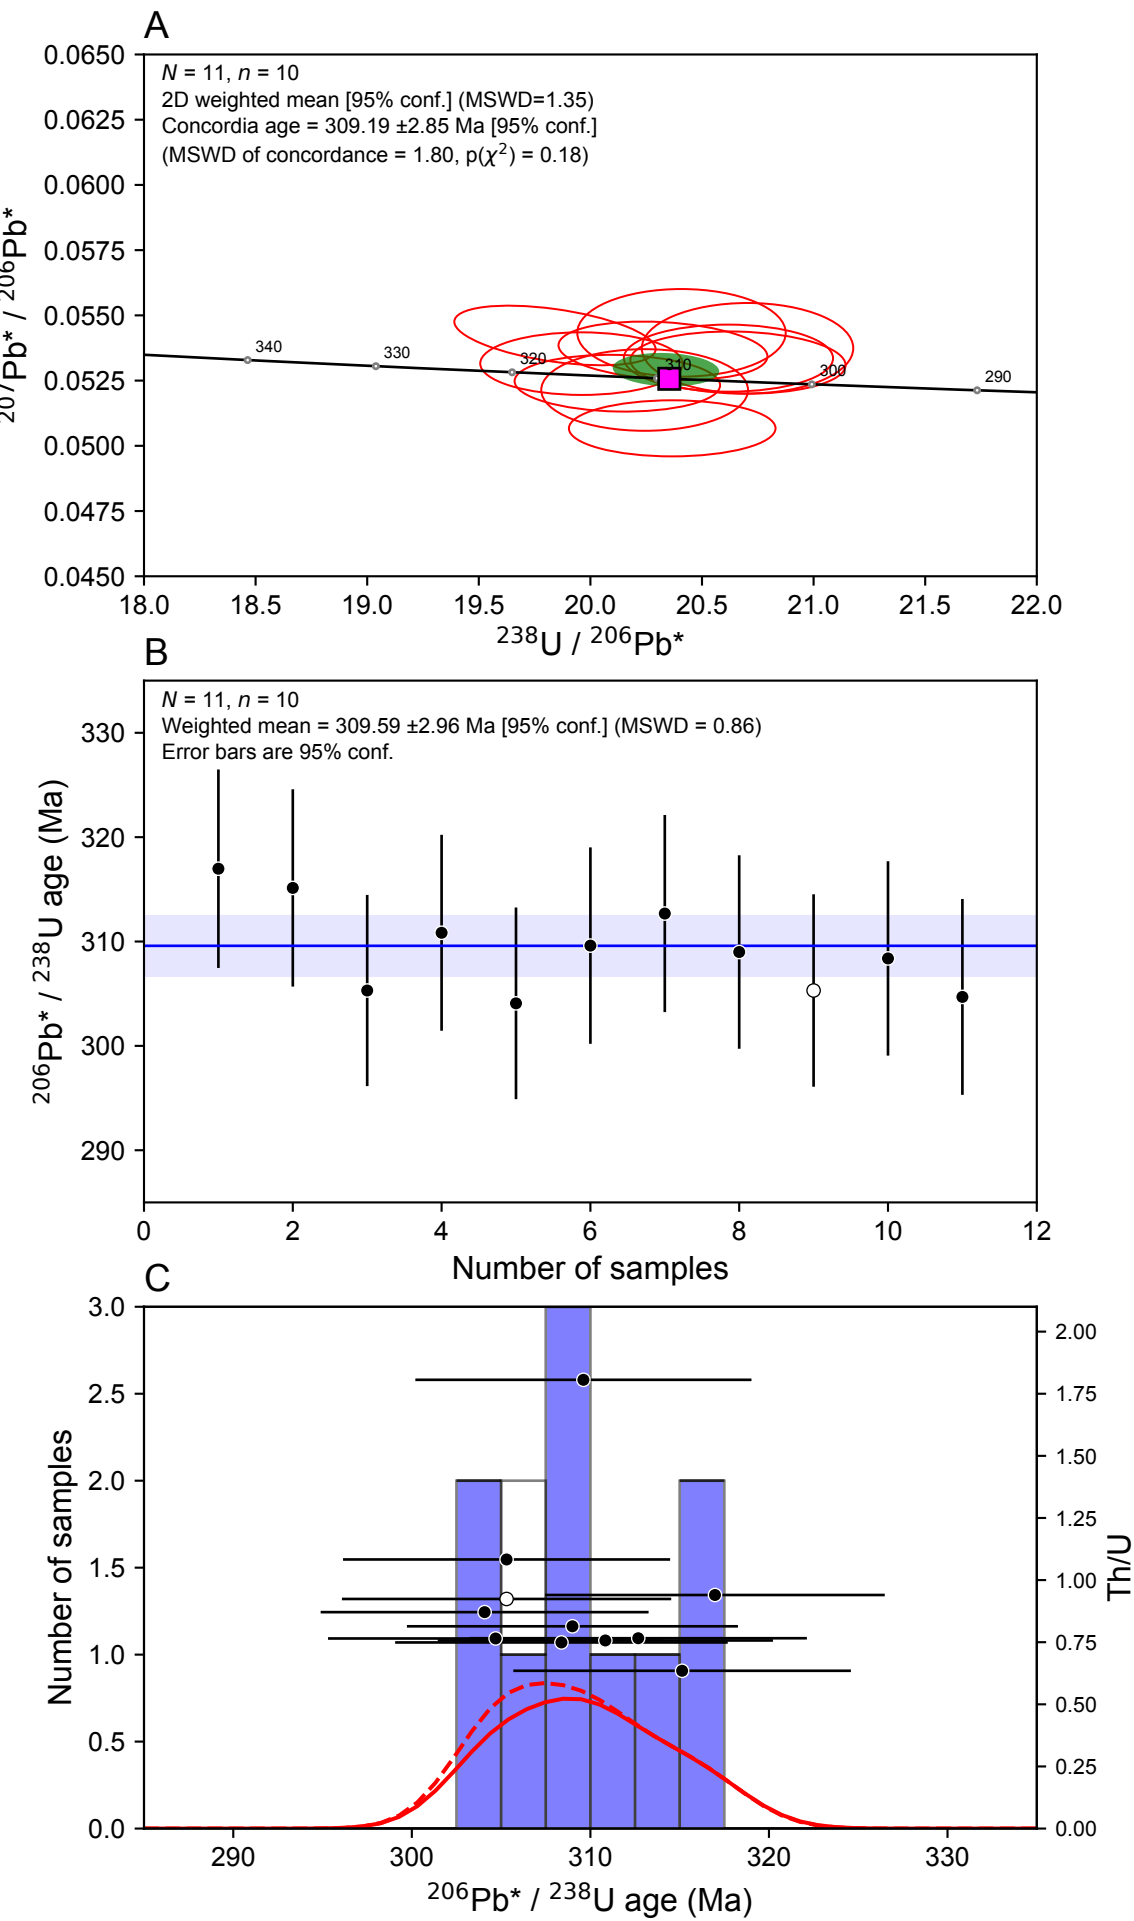 A
0.0650
0.0625
0.0600
0.0575
0.0550
0.0525
0.0500
0.0475
0.0450
N = 11, n = 10
2D weighted mean [95% conf.] (MSWD=1.35)
Concordia age = 309.19 ±2.85 Ma [95% conf.]
(MSWD of concordance = 1.80, p(χ²) = 0.18)
340
330
320
310
300
290
18.0 18.5 19.0 19.5 20.0 20.5 21.0 21.5 22.0
²³⁸U / ²⁰⁶Pb*
²⁰⁷Pb* / ²⁰⁶Pb*
B
N = 11, n = 10
Weighted mean = 309.59 ±2.96 Ma [95% conf.] (MSWD = 0.86)
Error bars are 95% conf.
330
320
310
300
290
²⁰⁶Pb* / ²³⁸U age (Ma)
0 2 4 6 8 10 12
Number of samples
C
3.0
2.5
2.0
1.5
1.0
0.5
0.0
Number of samples
2.00
1.75
1.50
1.25
1.00
0.75
0.50
0.25
0.00
Th/U
290 300 310 320 330
²⁰⁶Pb* / ²³⁸U age (Ma)